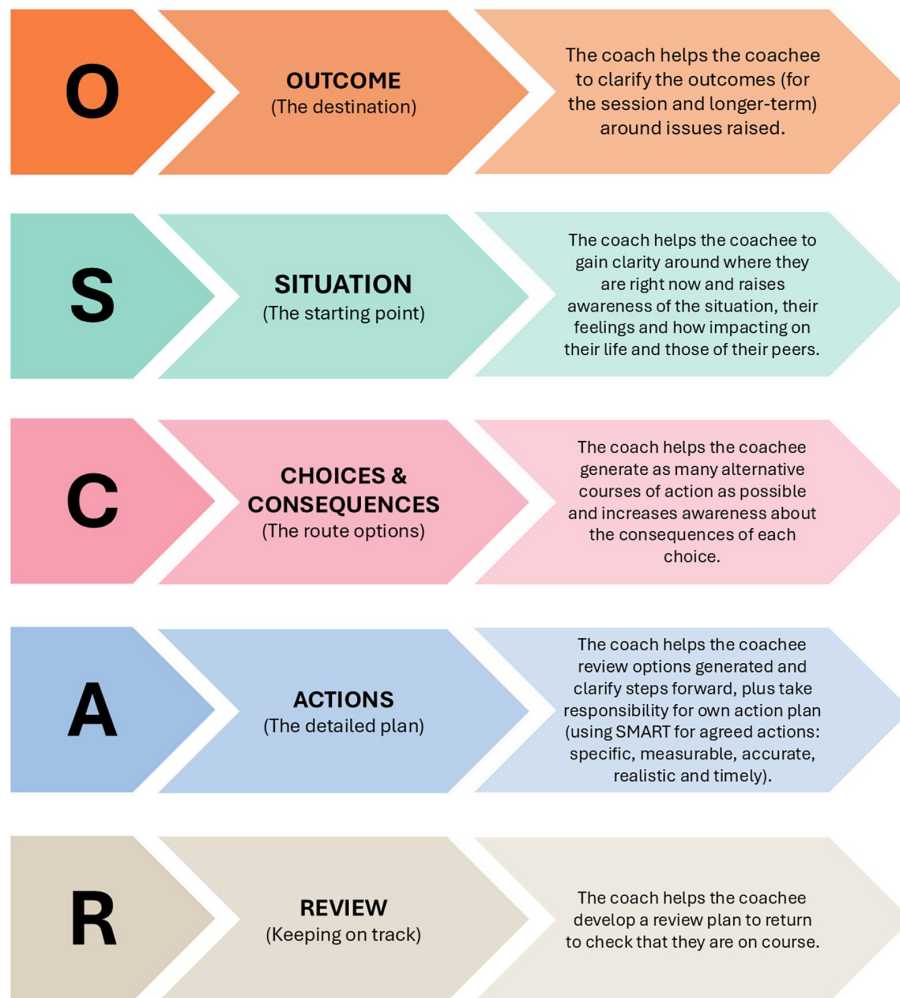 O
OUTCOME
(The destination)
The coach helps the coachee
to clarify the outcomes (for
the session and longer-term)
around issues raised.
S
SITUATION
(The starting point)
The coach helps the coachee to
gain clarity around where they
are right now and raises
awareness of the situation, their
feelings and how impacting on
their life and those of their peers.
C
CHOICES &
CONSEQUENCES
(The route options)
The coach helps the coachee
generate as many alternative
courses of action as possible
and increases awareness about
the consequences of each
choice.
A
ACTIONS
(The detailed plan)
The coach helps the coachee
review options generated and
clarify steps forward, plus take
responsibility for own action plan
(using SMART for agreed actions:
specific, measurable, accurate,
realistic and timely).
R
REVIEW
(Keeping on track)
The coach helps the coachee
develop a review plan to return
to check that they are on course.